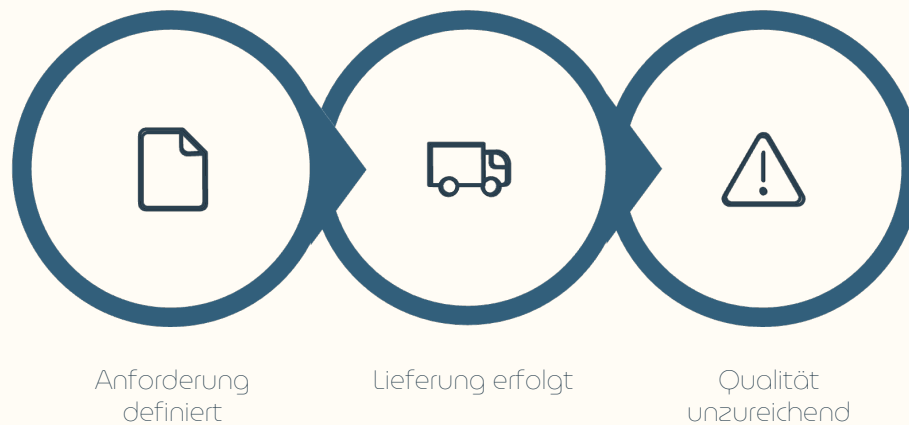 Anforderung
definiert
Lieferung erfolgt
Qualität
unzureichend